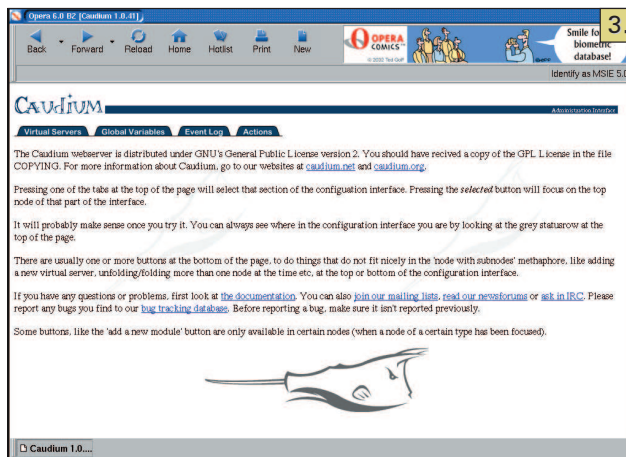 Opera 6.0 B2 [Caudium 1.0.41]
3.
Back Forward Reload Home Hotlist Print New
OPERA COMICS
Smile fo
biometric
database!
Identify as MSIE 5.0
CAUDIUM
Administration Interface
Virtual Servers Global Variables Event Log Actions
The Caudium webserver is distributed under GNU's General Public License version 2. You should have recived a copy of the GPL License in the file
COPYING. For more information about Caudium, go to our websites at caudium.net and caudium.org.
Pressing one of the tabs at the top of the page will select that section of the configuation interface. Pressing the selected button will focus on the top
node of that part of the interface.
It will probably make sense once you try it. You can always see where in the configuration interface you are by looking at the grey statusrow at the
top of the page.
There are usually one or more buttons at the bottom of the page, to do things that do not fit nicely in the 'node with subnodes' methaphore, like adding
a new virtual server, unfolding/folding more than one node at the time etc, at the top or bottom of the configuration interface.
If you have any questions or problems, first look at the documentation. You can also join our mailing lists, read our newsforums or ask in IRC. Please
report any bugs you find to our bug tracking database. Before reporting a bug, make sure it isn't reported previously.
Some buttons, like the 'add a new module' button are only available in certain nodes (when a node of a certain type has been focused).
Caudium 1.0....